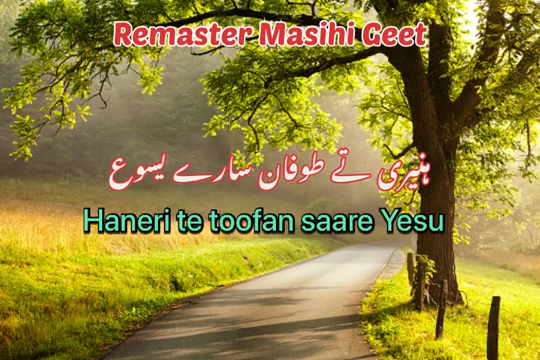 Remaster Masihi Geet
ہنیری تے طوفان سارے یسوع
Haneri te toofan saare Yesu